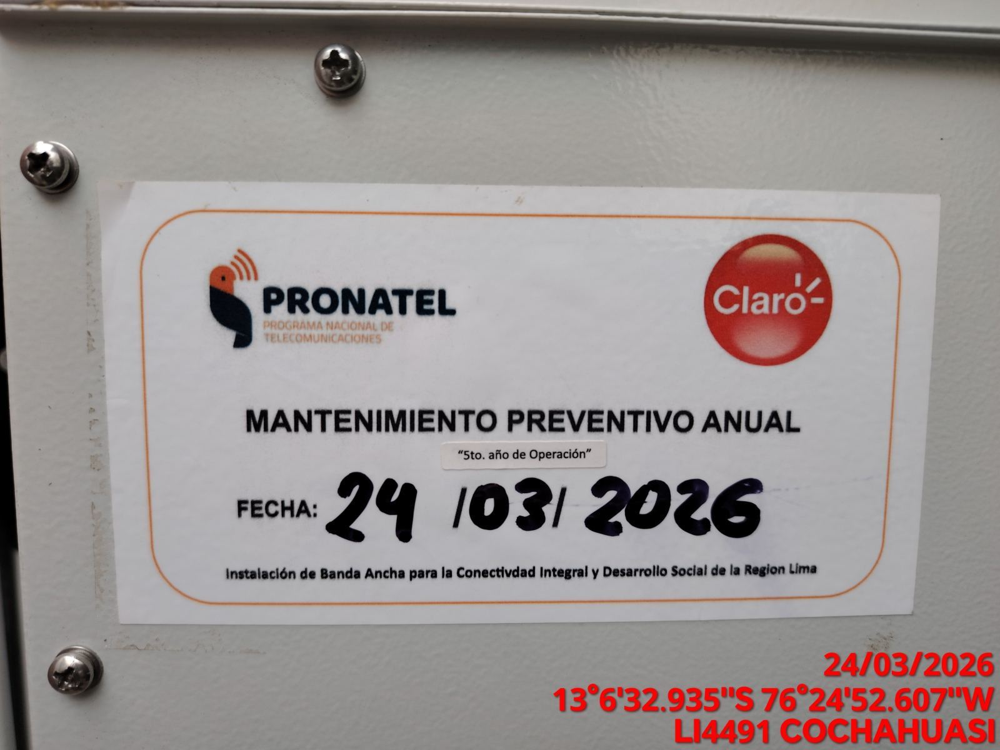 PRONATEL
PROGRAMA NACIONAL DE
TELECOMUNICACIONES
Claro
MANTENIMIENTO PREVENTIVO ANUAL
"5to. año de Operación"
FECHA: 24 /03/ 2026
Instalación de Banda Ancha para la Conectivdad Integral y Desarrollo Social de la Region Lima
24/03/2026
13°6'32.935"S 76°24'52.607"W
LI4491 COCHAHUASI